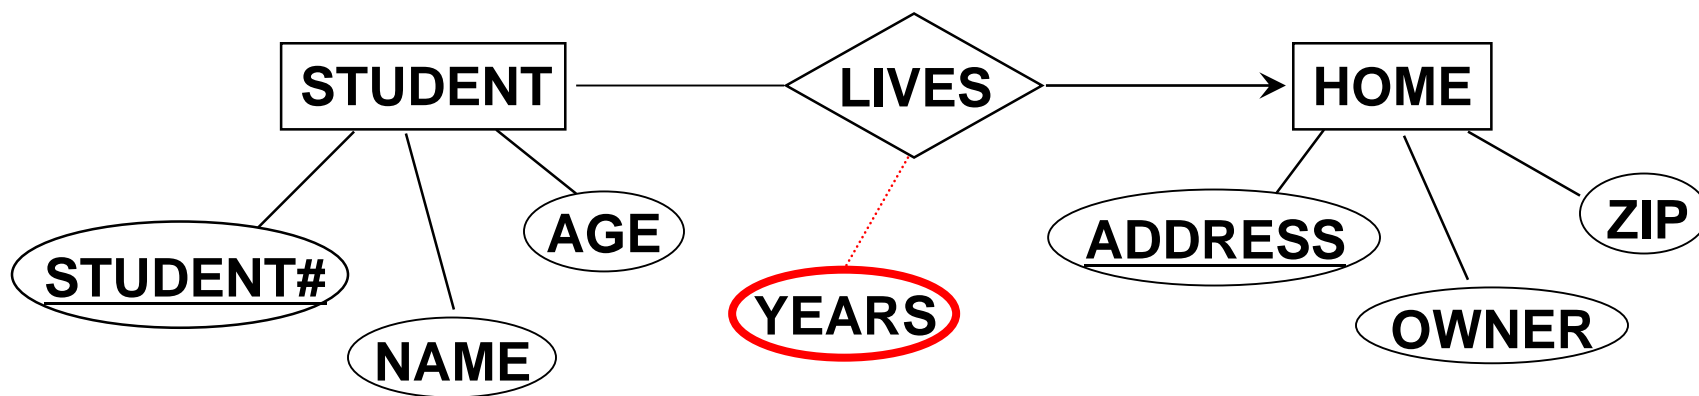 STUDENT
LIVES
HOME
STUDENT#
NAME
AGE
YEARS
ADDRESS
OWNER
ZIP